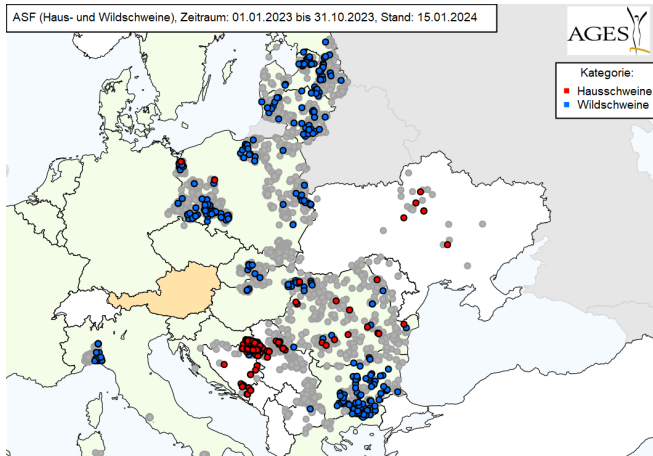 ASF (Haus- und Wildschweine), Zeitraum: 01.01.2023 bis 31.10.2023, Stand: 15.01.2024
AGES
Kategorie:
Hausschweine
Wildschweine